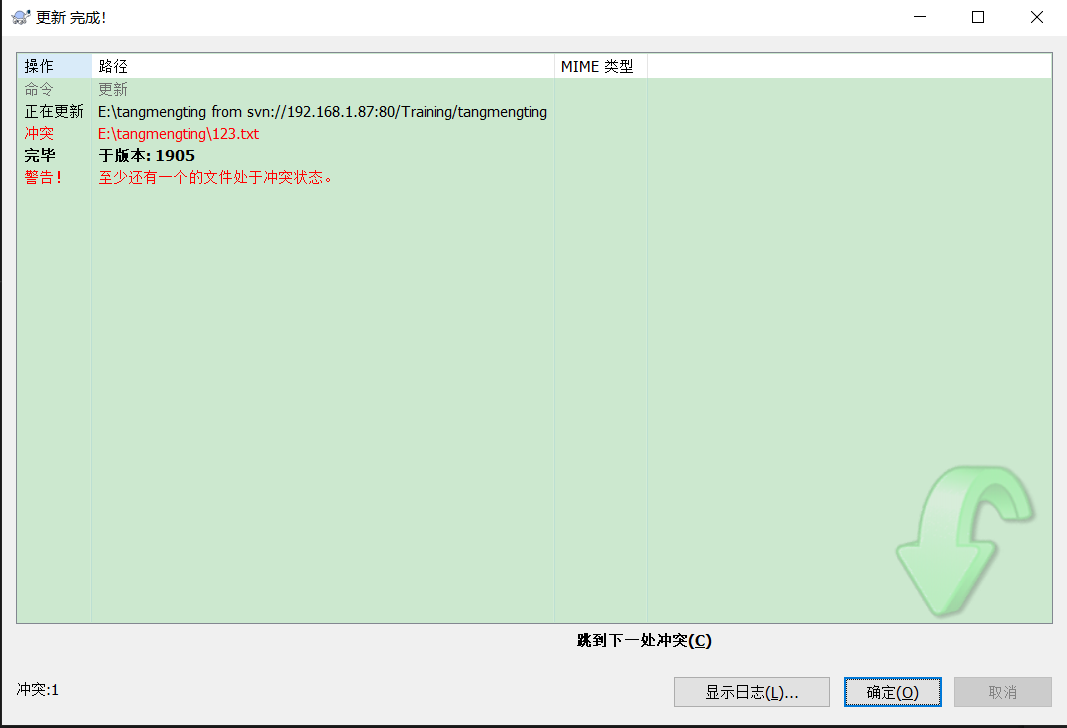 更新 完成!
操作 路径 MIME 类型
命令 更新
正在更新 E:\tangmengting from svn://192.168.1.87:80/Training/tangmengting
冲突 E:\tangmengting\123.txt
完毕 于版本: 1905
警告! 至少还有一个的文件处于冲突状态。
跳到下一处冲突(C)
冲突:1
显示日志(L)... 确定(O) 取消